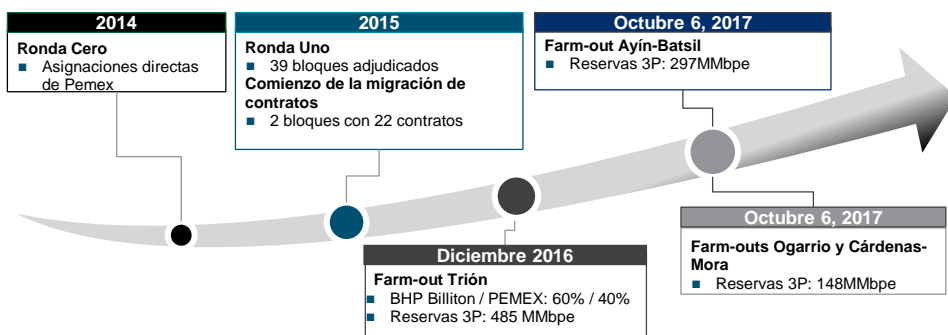 2014
Ronda Cero
■ Asignaciones directas
de Pemex
2015
Ronda Uno
■ 39 bloques adjudicados
Comienzo de la migración de
contratos
■ 2 bloques con 22 contratos
Octubre 6, 2017
Farm-out Ayín-Batsil
■ Reservas 3P: 297MMbpe
Diciembre 2016
Farm-out Trión
■ BHP Billiton / PEMEX: 60% / 40%
■ Reservas 3P: 485 MMbpe
Octubre 6, 2017
Farm-outs Ogarrio y Cárdenas-
Mora
■ Reservas 3P: 148MMbpe